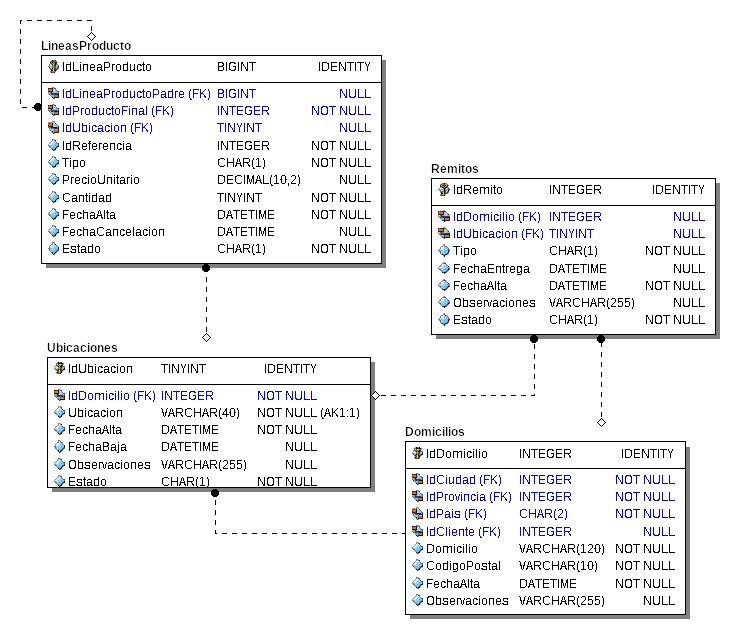 LineasProducto
IdLineaProducto BIGINT IDENTITY
IdLineaProductoPadre (FK) BIGINT NULL
IdProductoFinal (FK) INTEGER NOT NULL
IdUbicacion (FK) TINYINT NULL
IdReferencia INTEGER NOT NULL
Tipo CHAR(1) NOT NULL
PrecioUnitario DECIMAL(10,2) NULL
Cantidad TINYINT NOT NULL
FechaAlta DATETIME NOT NULL
FechaCancelacion DATETIME NULL
Estado CHAR(1) NOT NULL
Remitos
IdRemito INTEGER IDENTITY
IdDomicilio (FK) INTEGER NULL
IdUbicacion (FK) TINYINT NULL
Tipo CHAR(1) NOT NULL
FechaEntrega DATETIME NULL
FechaAlta DATETIME NOT NULL
Observaciones VARCHAR(255) NULL
Estado CHAR(1) NOT NULL
Ubicaciones
IdUbicacion TINYINT IDENTITY
IdDomicilio (FK) INTEGER NOT NULL
Ubicacion VARCHAR(40) NOT NULL (AK1:1)
FechaAlta DATETIME NOT NULL
FechaBaja DATETIME NULL
Observaciones VARCHAR(255) NULL
Estado CHAR(1) NOT NULL
Domicilios
IdDomicilio INTEGER IDENTITY
IdCiudad (FK) INTEGER NOT NULL
IdProvincia (FK) INTEGER NOT NULL
IdPais (FK) CHAR(2) NOT NULL
IdCliente (FK) INTEGER NULL
Domicilio VARCHAR(120) NOT NULL
CodigoPostal VARCHAR(10) NOT NULL
FechaAlta DATETIME NOT NULL
Observaciones VARCHAR(255) NULL